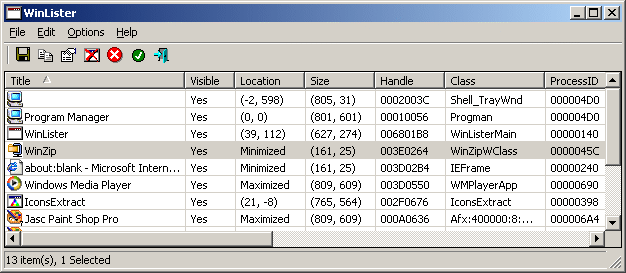 WinLister
File Edit Options Help
Title Visible Location Size Handle Class ProcessID
Yes (-2, 598) (805, 31) 0002003C Shell_TrayWnd 000004D0
Program Manager Yes (0, 0) (801, 601) 00010056 Progman 000004D0
WinLister Yes (39, 112) (627, 274) 006801B8 WinListerMain 00000140
WinZip Yes Minimized (161, 25) 003E0264 WinZipWClass 0000045C
about:blank - Microsoft Intern... Yes Minimized (161, 25) 003D02B4 IEFrame 00000240
Windows Media Player Yes Maximized (809, 609) 003D0550 WMPlayerApp 00000690
IconsExtract Yes (21, -8) (765, 564) 002F0676 IconsExtract 00000398
Jasc Paint Shop Pro Yes Maximized (809, 609) 000A0636 Afx:400000:8:... 000006A4
13 item(s), 1 Selected